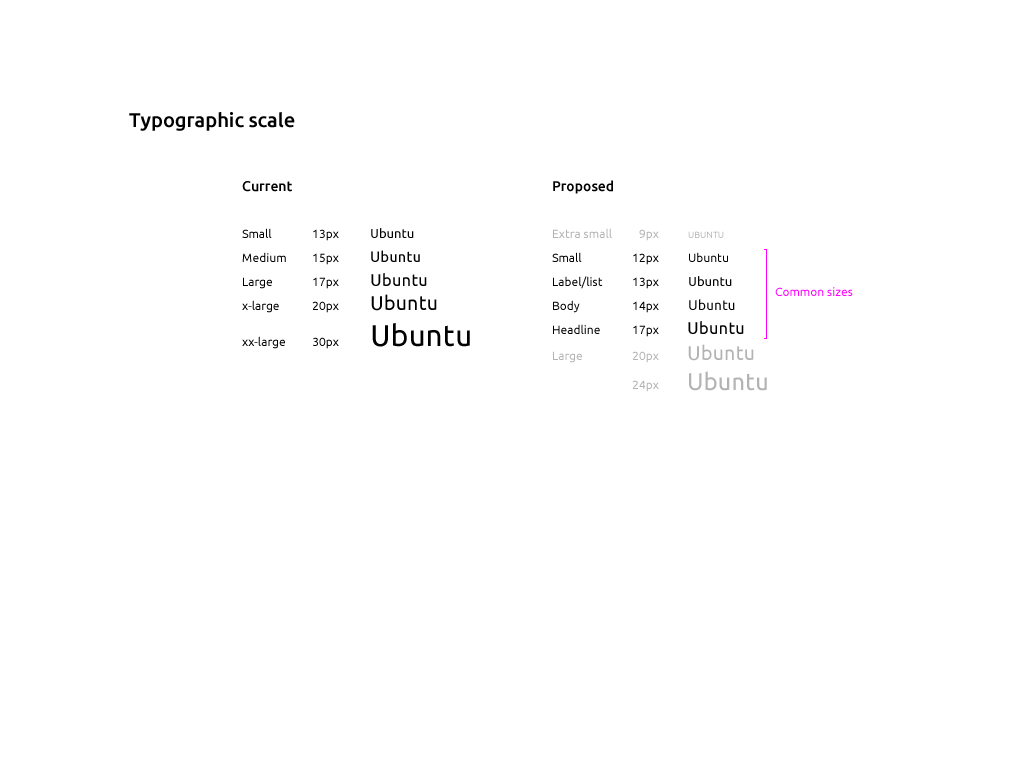 Typographic scale
Current
Small 13px Ubuntu
Medium 15px Ubuntu
Large 17px Ubuntu
x-large 20px Ubuntu
xx-large 30px Ubuntu
Proposed
Extra small 9px UBUNTU
Small 12px Ubuntu
Label/list 13px Ubuntu
Body 14px Ubuntu
Headline 17px Ubuntu
Large 20px Ubuntu
24px Ubuntu
Common sizes